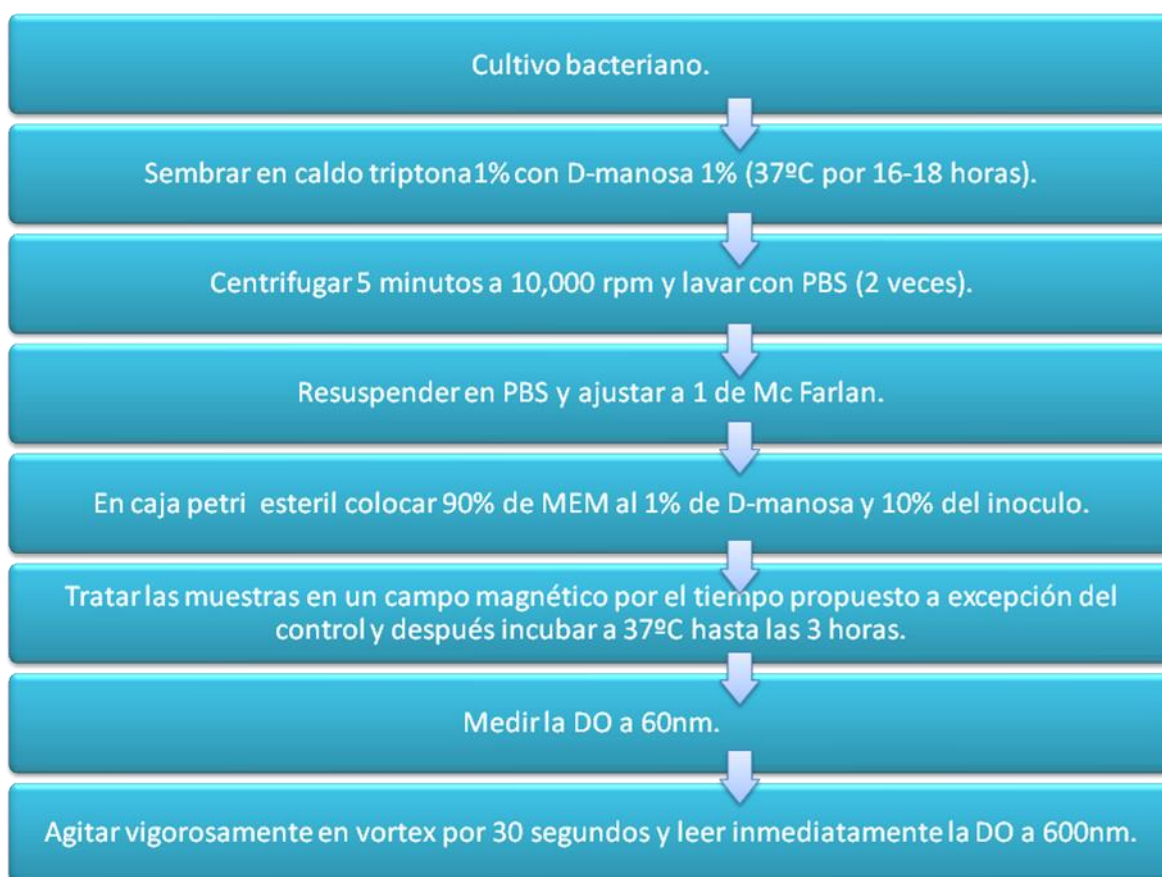 Cultivo bacteriano.
Sembrar en caldo triptona1% con D-manosa 1% (37ºC por 16-18 horas).
Centrifugar 5 minutos a 10,000 rpm y lavar con PBS (2 veces).
Resuspender en PBS y ajustar a 1 de Mc Farlan.
En caja petri esteril colocar 90% de MEM al 1% de D-manosa y 10% del inoculo.
Tratar las muestras en un campo magnético por el tiempo propuesto a excepción del
control y después incubar a 37ºC hasta las 3 horas.
Medir la DO a 60nm.
Agitar vigorosamente en vortex por 30 segundos y leer inmediatamente la DO a 600nm.